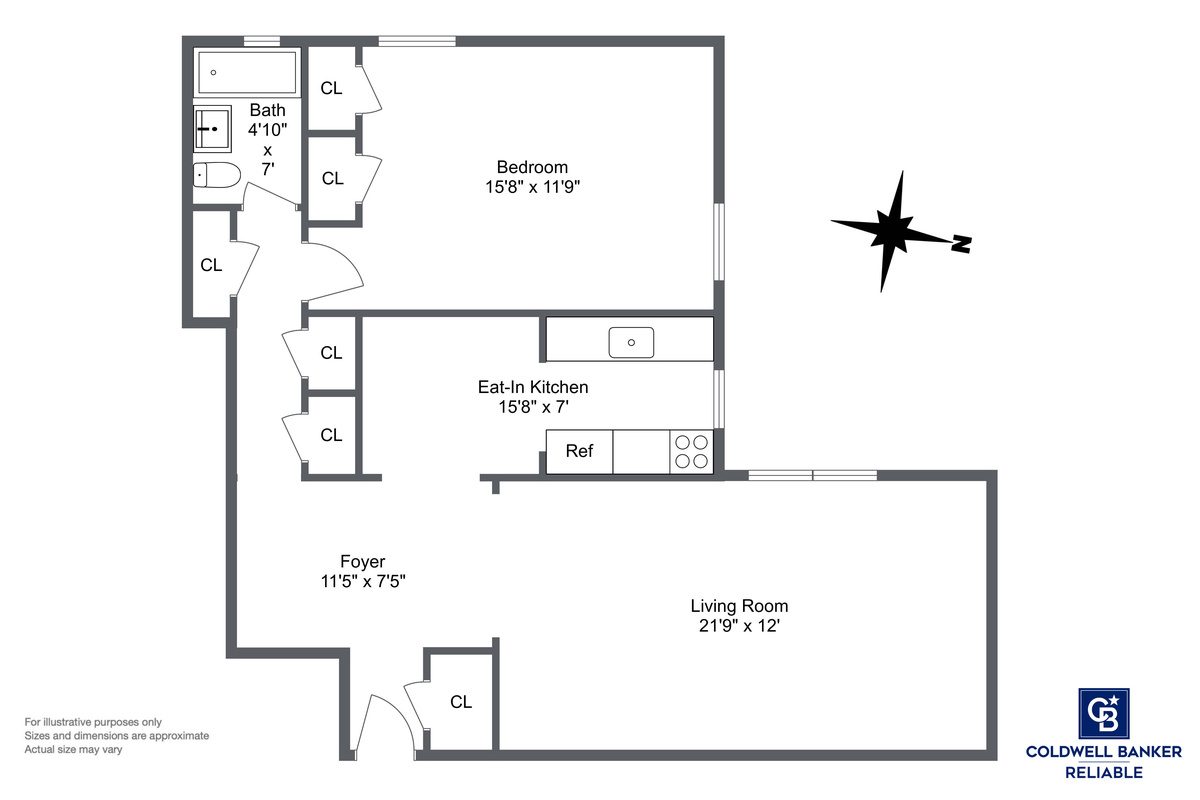 CL
Bath
4'10"
x
7'
CL
Bedroom
15'8" x 11'9"
CL
N
CL
Eat-In Kitchen
15'8" x 7'
CL
Ref
Foyer
11'5" x 7'5"
Living Room
21'9" x 12'
CL
For illustrative purposes only
Sizes and dimensions are approximate
Actual size may vary
CB
COLDWELL BANKER
RELIABLE